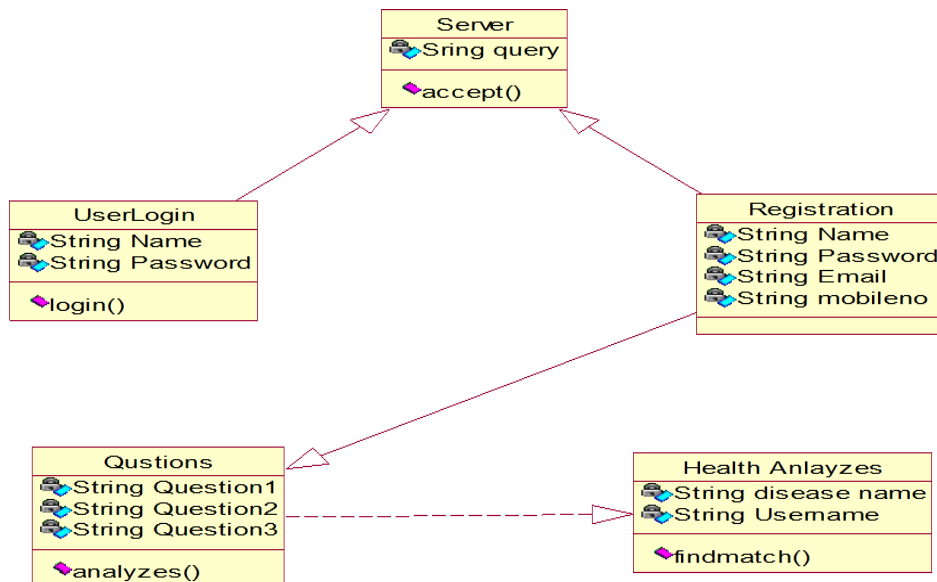 Server
Sring query
accept()
UserLogin
String Name
String Password
login()
Registration
String Name
String Password
String Email
String mobileno
Qustions
String Question1
String Question2
String Question3
analyzes()
Health Anlayzes
String disease name
String Username
findmatch()